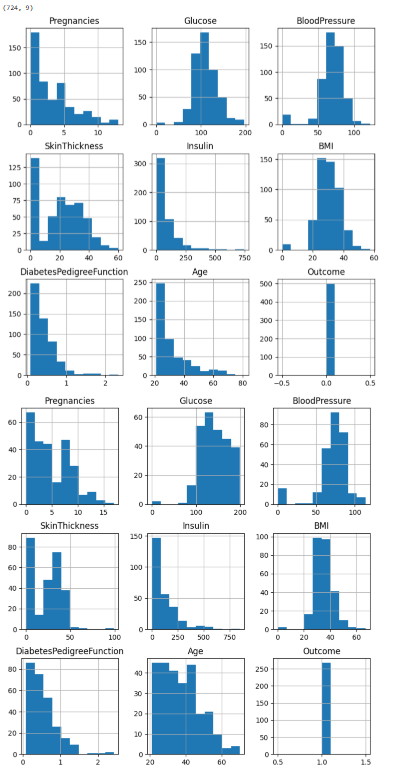 (724, 9)
Pregnancies Glucose BloodPressure
150 100 50 0
0 5 10
150 100 50 0
0 100 200
150 100 50 0
0 50 100
SkinThickness Insulin BMI
125 100 75 50 25 0
0 20 40 60
300 200 100 0
0 250 500 750
150 100 50 0
0 20 40 60
DiabetesPedigreeFunction Age Outcome
200 150 100 50 0
0 1 2
250 200 150 100 50 0
20 40 60 80
500 400 300 200 100 0
−0.5 0.0 0.5
Pregnancies Glucose BloodPressure
60 40 20 0
0 5 10 15
60 40 20 0
0 100 200
80 60 40 20 0
0 50 100
SkinThickness Insulin BMI
80 60 40 20 0
0 50 100
150 100 50 0
0 250 500 750
100 80 60 40 20 0
0 20 40 60
DiabetesPedigreeFunction Age Outcome
80 60 40 20 0
0 1 2
40 30 20 10 0
20 40 60
250 200 150 100 50 0
0.5 1.0 1.5